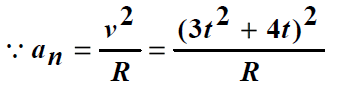 ∵ aₙ = v²/R = (3t² + 4t)²/R